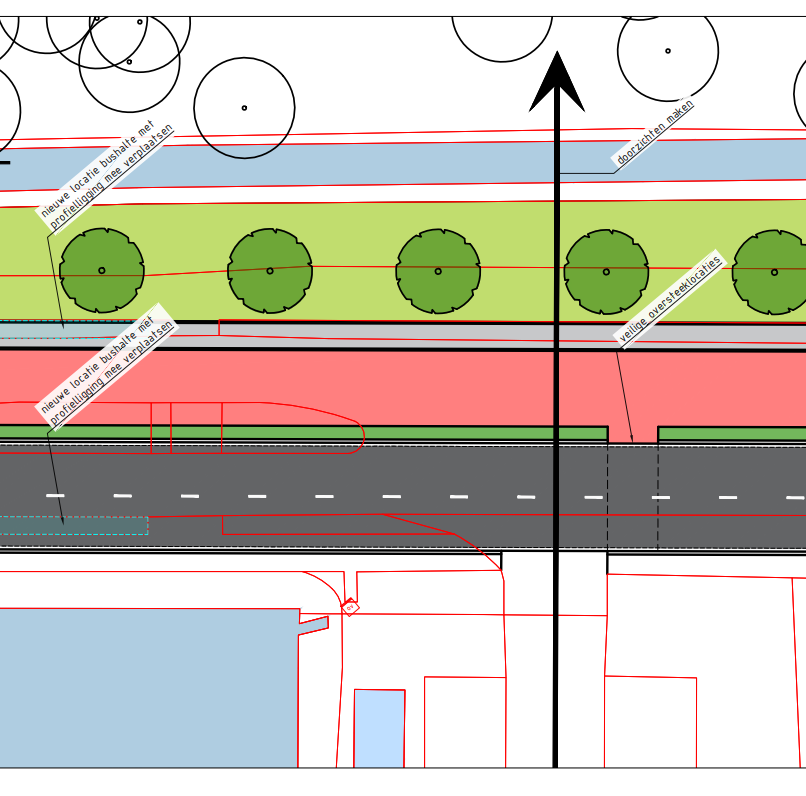 nieuwe locatie bushalte met
profielligging mee verplaatsen
doorzichten maken
veilige oversteeklocaties
nieuwe locatie bushalte met
profielligging mee verplaatsen